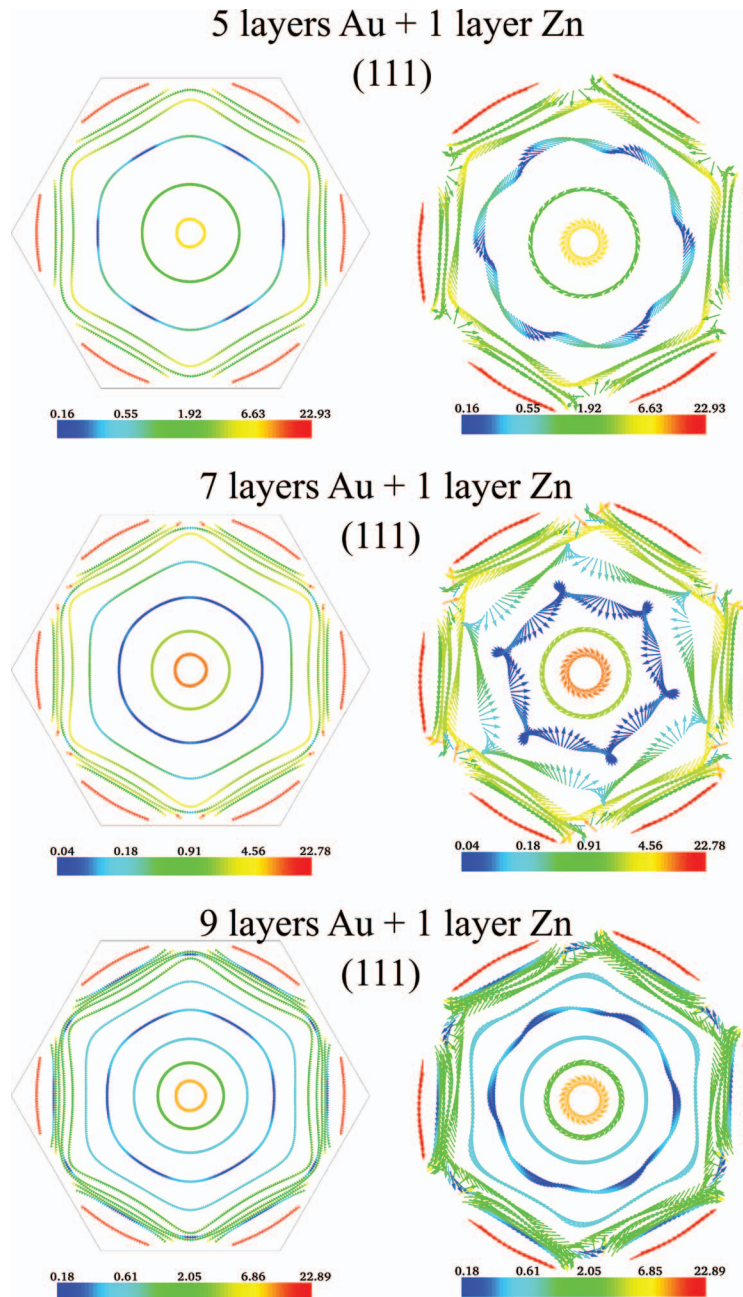 5 layers Au + 1 layer Zn
(111)
0.16 0.55 1.92 6.63 22.93
0.16 0.55 1.92 6.63 22.93
7 layers Au + 1 layer Zn
(111)
0.04 0.18 0.91 4.56 22.78
0.04 0.18 0.91 4.56 22.78
9 layers Au + 1 layer Zn
(111)
0.18 0.61 2.05 6.86 22.89
0.18 0.61 2.05 6.85 22.89